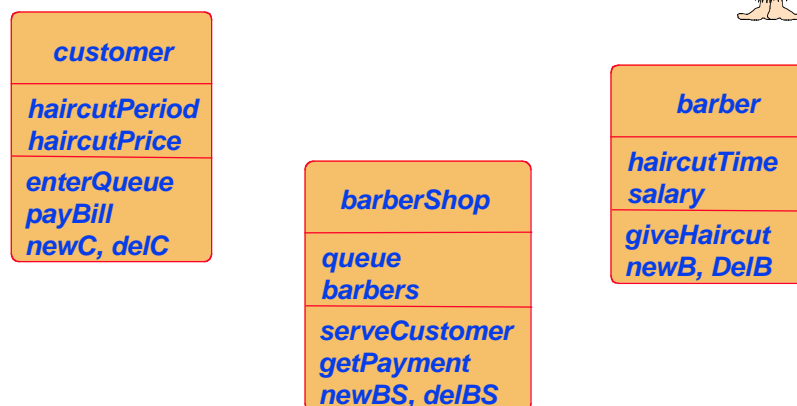 customer
haircutPeriod
haircutPrice
enterQueue
payBill
newC, delC
barberShop
queue
barbers
serveCustomer
getPayment
newBS, delBS
barber
haircutTime
salary
giveHaircut
newB, DelB